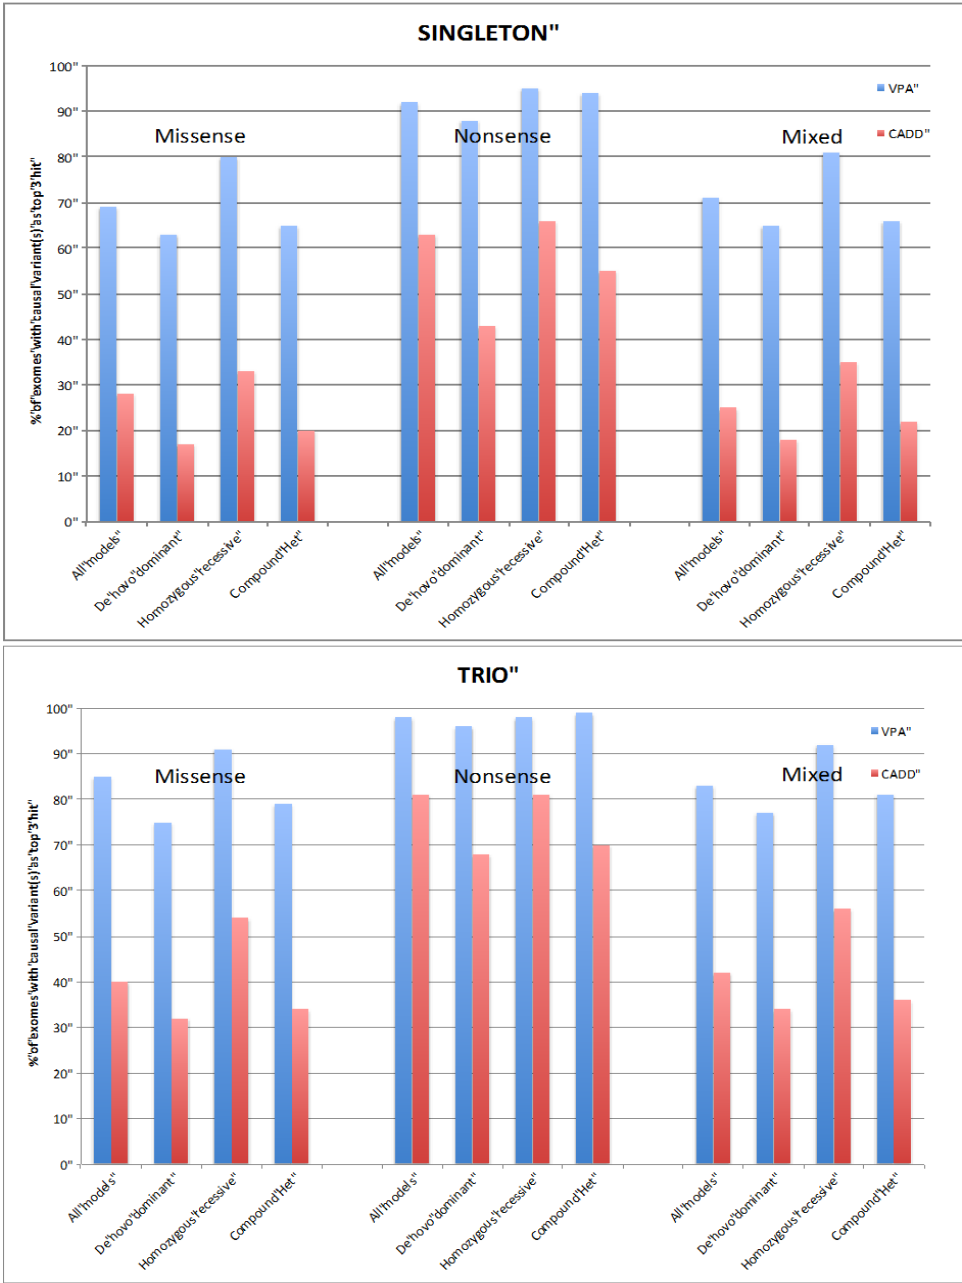 SINGLETON"
%"of"exomes"with"causal"variant(s)"as"top"3"hit"
100"
90"
80"
70"
60"
50"
40"
30"
20"
10"
0"
VPA"
CADD"
Missense
Nonsense
Mixed
All"models"
De"novo"dominant"
Homozygous"recessive"
Compound"Het"
All"models"
De"novo"dominant"
Homozygous"recessive"
Compound"Het"
All"models"
De"novo"dominant"
Homozygous"recessive"
Compound"Het"
TRIO"
%"of"exomes"with"causal"variant(s)"as"top"3"hit"
100"
90"
80"
70"
60"
50"
40"
30"
20"
10"
0"
VPA"
CADD"
Missense
Nonsense
Mixed
All"models"
De"novo"dominant"
Homozygous"recessive"
Compound"Het"
All"models"
De"novo"dominant"
Homozygous"recessive"
Compound"Het"
All"models"
De"novo"dominant"
Homozygous"recessive"
Compound"Het"